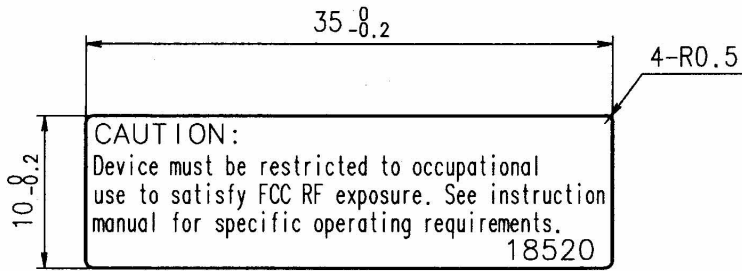 35 0 -0.2
4-R0.5
10 0 -0.2
CAUTION:
Device must be restricted to occupational
use to satisfy FCC RF exposure. See instruction
manual for specific operating requirements.
18520